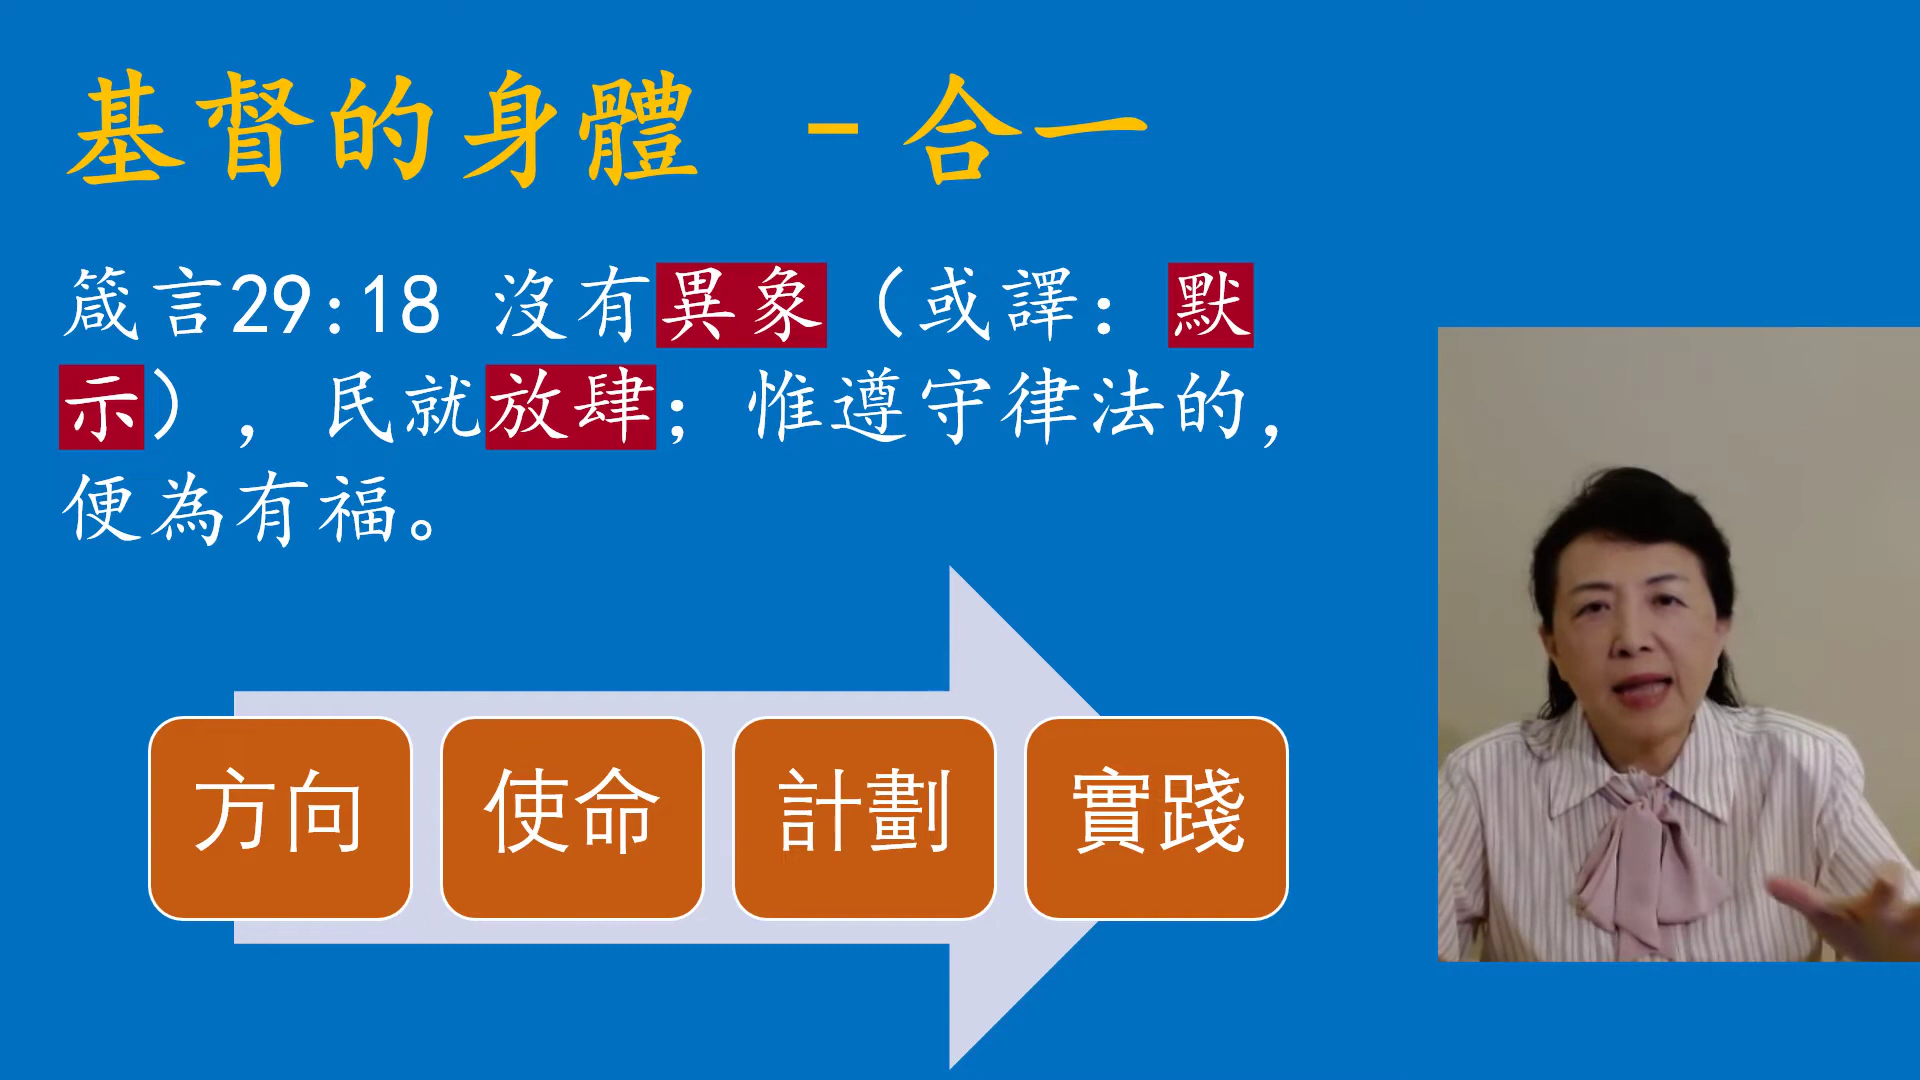 基督的身體 - 合一
箴言29:18 沒有異象（或譯：默
示），民就放肆；惟遵守律法的，
便為有福。
方向 使命 計劃 實踐